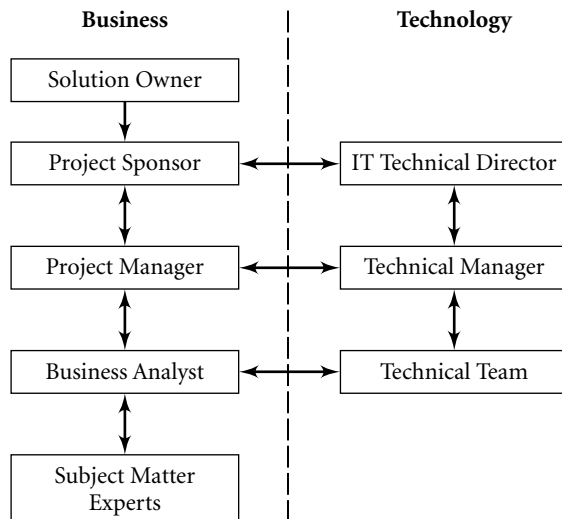 Business
Technology
Solution Owner
Project Sponsor
IT Technical Director
Project Manager
Technical Manager
Business Analyst
Technical Team
Subject Matter
Experts